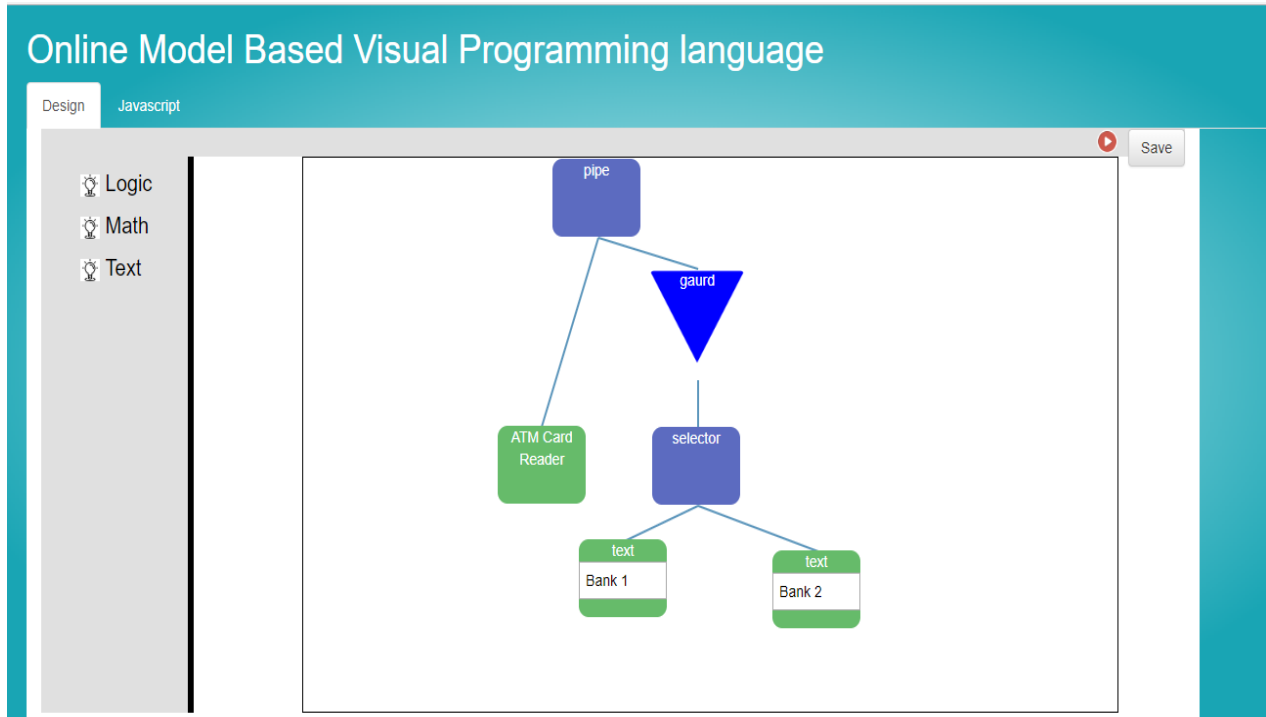 Online Model Based Visual Programming language
Design
Javascript
Save
Logic
Math
Text
pipe
gaurd
ATM Card
Reader
selector
text
Bank 1
text
Bank 2